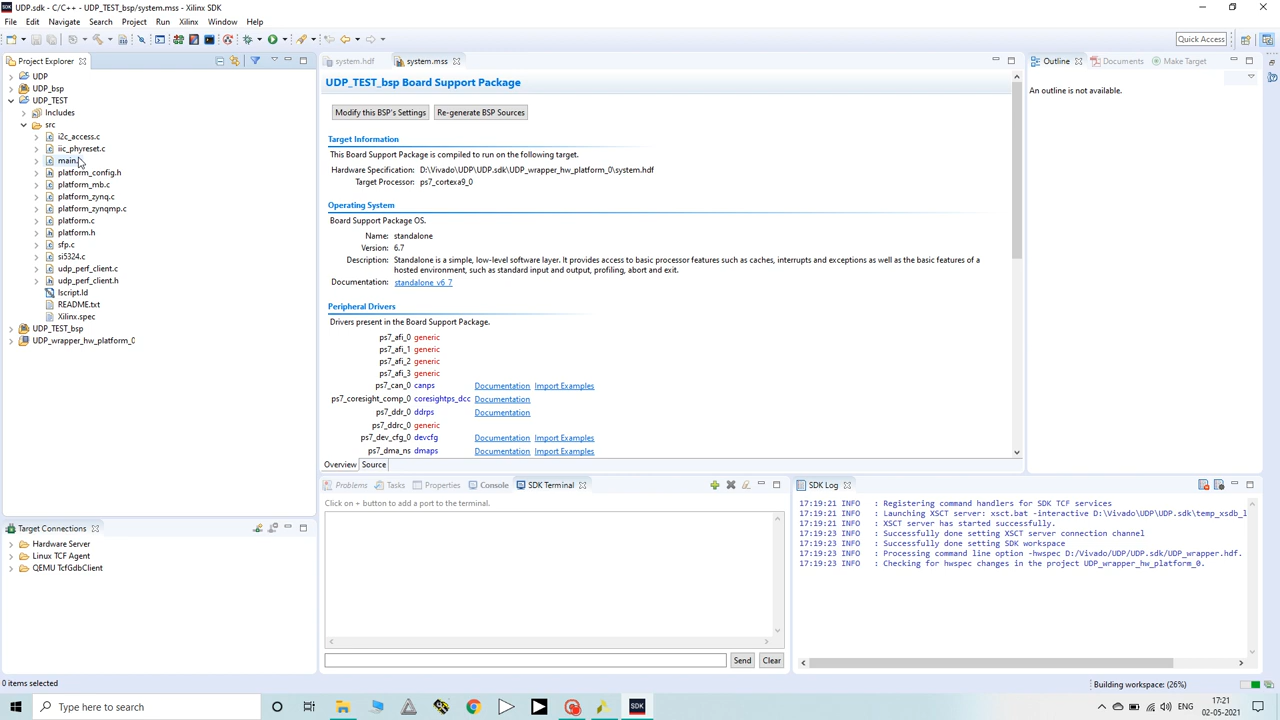 UDP.sdk - C/C++ - UDP_TEST_bsp/system.mss - Xilinx SDK
File Edit Navigate Search Project Run Xilinx Window Help
Quick Access
Project Explorer
UDP
UDP_bsp
UDP_TEST
Includes
src
i2c_access.c
iic_phyreset.c
main.
platform_config.h
platform_mb.c
platform_zynq.c
platform_zynqmp.c
platform.c
platform.h
sfp.c
si5324.c
udp_perf_client.c
udp_perf_client.h
lscript.ld
README.txt
Xilinx.spec
UDP_TEST_bsp
UDP_wrapper_hw_platform_0
Target Connections
Hardware Server
Linux TCF Agent
QEMU TcfGdbClient
system.hdf system.mss
UDP_TEST_bsp Board Support Package
Modify this BSP's Settings Re-generate BSP Sources
Target Information
This Board Support Package is compiled to run on the following target.
Hardware Specification: D:\Vivado\UDP\UDP.sdk\UDP_wrapper_hw_platform_0\system.hdf
Target Processor: ps7_cortexa9_0
Operating System
Board Support Package OS.
Name: standalone
Version: 6.7
Description: Standalone is a simple, low-level software layer. It provides access to basic processor features such as caches, interrupts and exceptions as well as the basic features of a
hosted environment, such as standard input and output, profiling, abort and exit.
Documentation: standalone_v6_7
Peripheral Drivers
Drivers present in the Board Support Package.
ps7_afi_0 generic
ps7_afi_1 generic
ps7_afi_2 generic
ps7_afi_3 generic
ps7_can_0 canps Documentation Import Examples
ps7_coresight_comp_0 coresightps_dcc Documentation
ps7_ddr_0 ddrps Documentation
ps7_ddrc_0 generic
ps7_dev_cfg_0 devcfg Documentation Import Examples
ps7_dma_ns dmaps Documentation Import Examples
Overview Source
Outline Documents Make Target
An outline is not available.
Problems Tasks Properties Console SDK Terminal
Click on + button to add a port to the terminal.
Send Clear
SDK Log
17:19:21 INFO : Registering command handlers for SDK TCF services
17:19:21 INFO : Launching XSCT server: xsct.bat -interactive D:\Vivado\UDP\UDP.sdk\temp_xsdb_l
17:19:21 INFO : XSCT server has started successfully.
17:19:23 INFO : Successfully done setting XSCT server connection channel
17:19:23 INFO : Successfully done setting SDK workspace
17:19:23 INFO : Processing command line option -hwspec D:/Vivado/UDP/UDP.sdk/UDP_wrapper.hdf.
17:19:23 INFO : Checking for hwspec changes in the project UDP_wrapper_hw_platform_0.
0 items selected
Building workspace: (26%)
Type here to search
SDK
ENG
17:21
02-05-2021